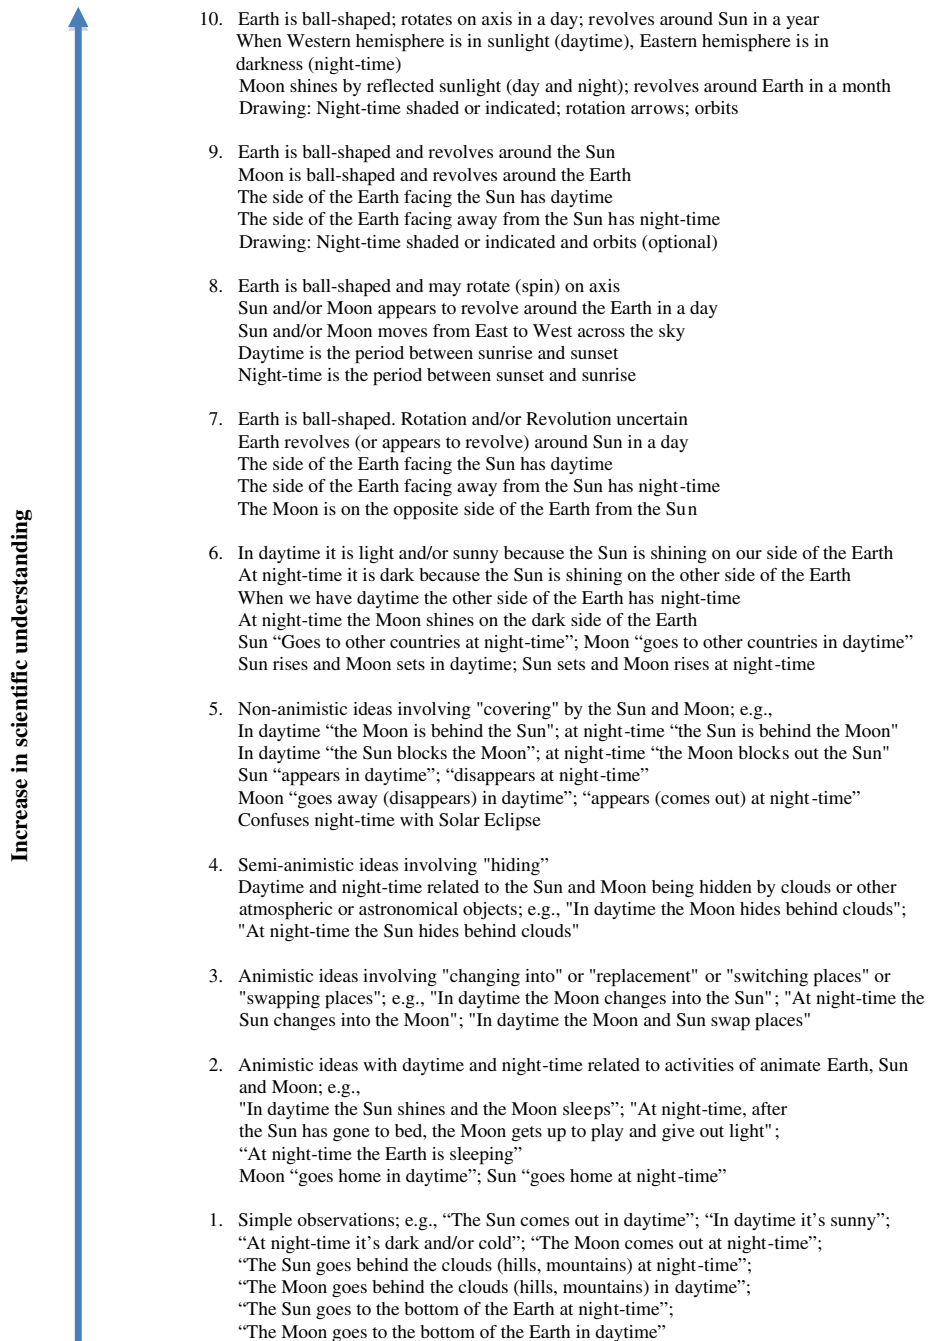 10. Earth is ball-shaped; rotates on axis in a day; revolves around Sun in a year
When Western hemisphere is in sunlight (daytime), Eastern hemisphere is in
darkness (night-time)
Moon shines by reflected sunlight (day and night); revolves around Earth in a month
Drawing: Night-time shaded or indicated; rotation arrows; orbits
9. Earth is ball-shaped and revolves around the Sun
Moon is ball-shaped and revolves around the Earth
The side of the Earth facing the Sun has daytime
The side of the Earth facing away from the Sun has night-time
Drawing: Night-time shaded or indicated and orbits (optional)
8. Earth is ball-shaped and may rotate (spin) on axis
Sun and/or Moon appears to revolve around the Earth in a day
Sun and/or Moon moves from East to West across the sky
Daytime is the period between sunrise and sunset
Night-time is the period between sunset and sunrise
7. Earth is ball-shaped. Rotation and/or Revolution uncertain
Earth revolves (or appears to revolve) around Sun in a day
The side of the Earth facing the Sun has daytime
The side of the Earth facing away from the Sun has night-time
The Moon is on the opposite side of the Earth from the Sun
Increase in scientific understanding
6. In daytime it is light and/or sunny because the Sun is shining on our side of the Earth
At night-time it is dark because the Sun is shining on the other side of the Earth
When we have daytime the other side of the Earth has night-time
At night-time the Moon shines on the dark side of the Earth
Sun “Goes to other countries at night-time”; Moon “goes to other countries in daytime”
Sun rises and Moon sets in daytime; Sun sets and Moon rises at night-time
5. Non-animistic ideas involving "covering" by the Sun and Moon; e.g.,
In daytime “the Moon is behind the Sun"; at night-time “the Sun is behind the Moon"
In daytime “the Sun blocks the Moon”; at night-time “the Moon blocks out the Sun"
Sun “appears in daytime”; “disappears at night-time”
Moon “goes away (disappears) in daytime”; “appears (comes out) at night-time”
Confuses night-time with Solar Eclipse
4. Semi-animistic ideas involving "hiding”
Daytime and night-time related to the Sun and Moon being hidden by clouds or other
atmospheric or astronomical objects; e.g., "In daytime the Moon hides behind clouds";
"At night-time the Sun hides behind clouds"
3. Animistic ideas involving "changing into" or "replacement" or "switching places" or
"swapping places"; e.g., "In daytime the Moon changes into the Sun"; "At night-time the
Sun changes into the Moon"; "In daytime the Moon and Sun swap places"
2. Animistic ideas with daytime and night-time related to activities of animate Earth, Sun
and Moon; e.g.,
"In daytime the Sun shines and the Moon sleeps”; "At night-time, after
the Sun has gone to bed, the Moon gets up to play and give out light";
“At night-time the Earth is sleeping”
Moon “goes home in daytime”; Sun “goes home at night-time”
1. Simple observations; e.g., “The Sun comes out in daytime”; “In daytime it’s sunny”;
“At night-time it’s dark and/or cold”; “The Moon comes out at night-time”;
“The Sun goes behind the clouds (hills, mountains) at night-time”;
“The Moon goes behind the clouds (hills, mountains) in daytime”;
“The Sun goes to the bottom of the Earth at night-time”;
“The Moon goes to the bottom of the Earth in daytime”